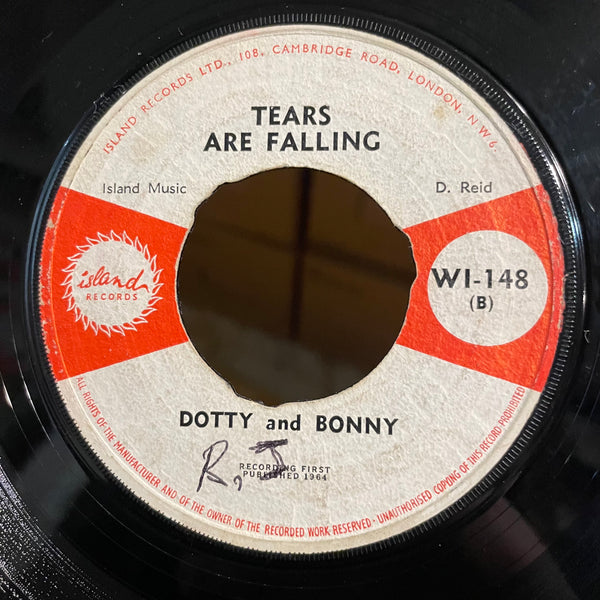 ISLAND RECORDS LTD., 108, CAMBRIDGE ROAD, LONDON, N.W.6.
TEARS
ARE FALLING
Island Music
D. Reid
island
RECORDS
WI-148
(B)
DOTTY and BONNY
RECORDING FIRST
PUBLISHED 1964
ALL RIGHTS OF THE MANUFACTURER AND OF THE OWNER OF THE RECORDED WORK RESERVED - UNAUTHORISED COPYING OF THIS RECORD PROHIBITED